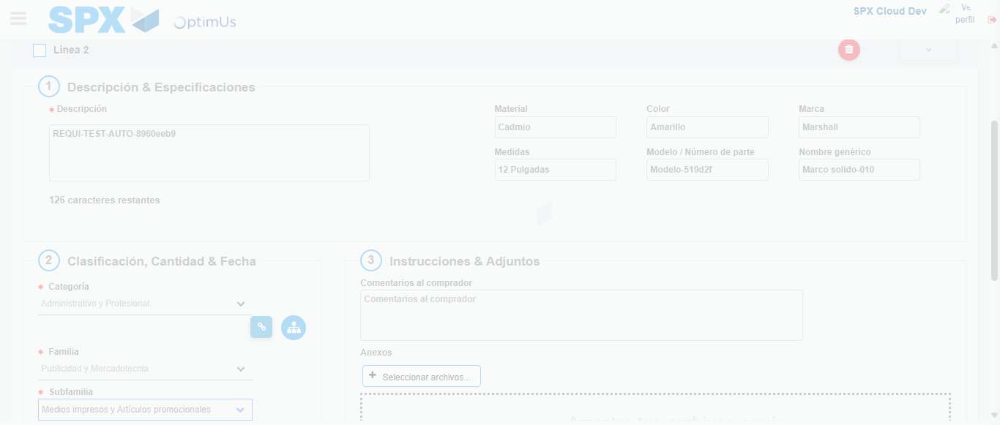 SPX OptimUs
SPX Cloud Dev
perfil
Linea 2
1 Descripción & Especificaciones
* Descripción
REQUI-TEST-AUTO-8960eeb9
126 caracteres restantes
Material Color Marca
Cadmio Amarillo Marshall
Medidas Modelo / Número de parte Nombre genérico
12 Pulgadas Modelo-519d2f Marco solido-010
2 Clasificación, Cantidad & Fecha
* Categoría
Administrativo y Profesional
* Familia
Publicidad y Mercadotecnia
* Subfamilia
Medios impresos y Artículos promocionales
3 Instrucciones & Adjuntos
Comentarios al comprador
Comentarios al comprador
Anexos
+ Seleccionar archivos...